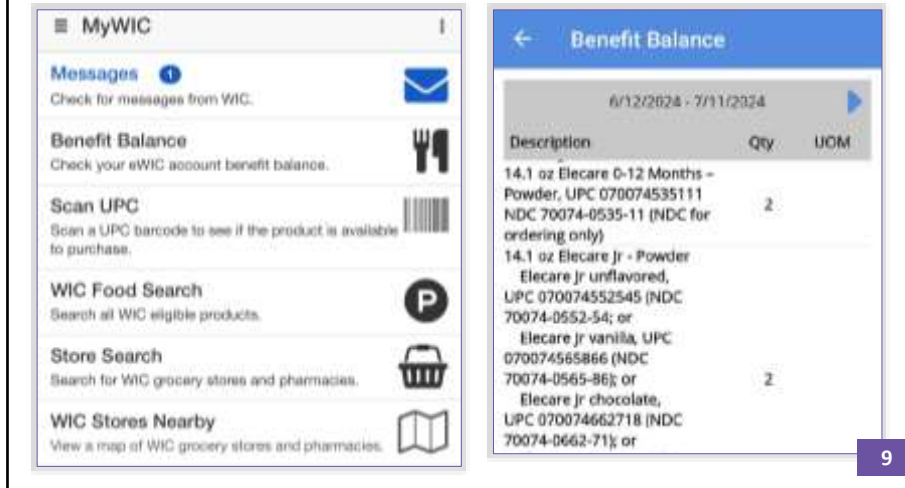 MyWIC
Messages 1
Check for messages from WIC.
Benefit Balance
Check your eWIC account benefit balance.
Scan UPC
Scan a UPC barcode to see if the product is available
to purchase.
WIC Food Search
Search all WIC eligible products.
P
Store Search
Search for WIC grocery stores and pharmacies.
WIC Stores Nearby
View a map of WIC grocery stores and pharmacies.
Benefit Balance
6/12/2024 - 7/11/2024
Description Qty UOM
14.1 oz Elecare 0-12 Months –
Powder, UPC 070074535111
NDC 70074-0535-11 (NDC for
ordering only)
2
14.1 oz Elecare Jr - Powder
Elecare Jr unflavored,
UPC 070074552545 (NDC
70074-0552-54; or
Elecare Jr vanilla, UPC
070074565866 (NDC
70074-0565-86); or
2
Elecare Jr chocolate,
UPC 070074662718 (NDC
70074-0662-71); or
9